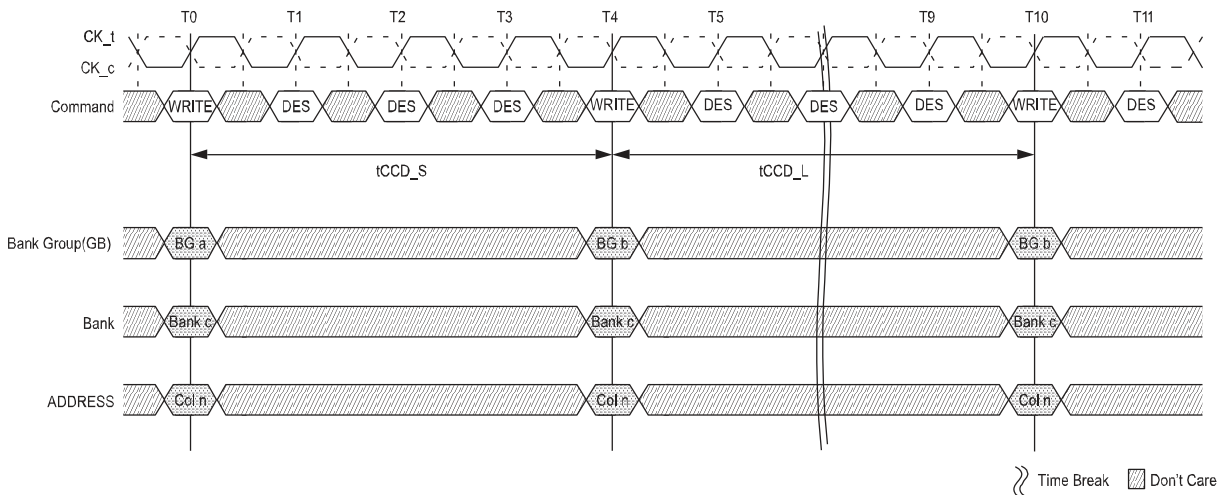 T0 T1 T2 T3 T4 T5 T9 T10 T11
CK_t
CK_c
Command WRITE DES DES DES WRITE DES DES DES WRITE DES
tCCD_S tCCD_L
Bank Group(GB) BG a BG b BG b
Bank Bank c Bank c Bank c
ADDRESS Col n Col n Col n
Time Break Don't Care